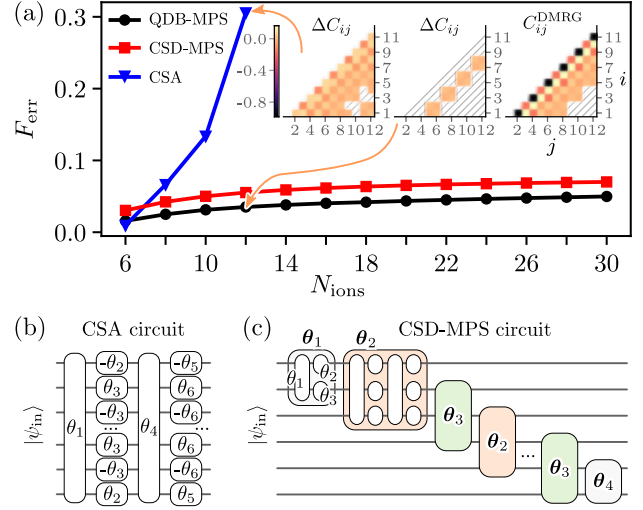 (a)
QDB-MPS
CSD-MPS
CSA
F_err
0.3
0.2
0.1
0.0
6 10 14 18 22 26 30
N_ions
ΔC_ij
0.0
-0.4
-0.8
11
9
7
5
3
1
2 4 6 8 10 12
ΔC_ij
11
9
7
5
3
1
2 4 6 8 10 12
C_ij^DMRG
11
9
7
5
3
1
i
2 4 6 8 10 12
j
(b) CSA circuit
|ψ_in⟩
θ_1
-θ_2
θ_3
-θ_3
...
θ_3
-θ_3
θ_2
θ_4
-θ_5
θ_6
-θ_6
...
θ_6
-θ_6
θ_5
(c) CSD-MPS circuit
|ψ_in⟩
θ_1
θ_1
θ_2
θ_3
θ_2
θ_3
θ_2
...
θ_3
θ_4